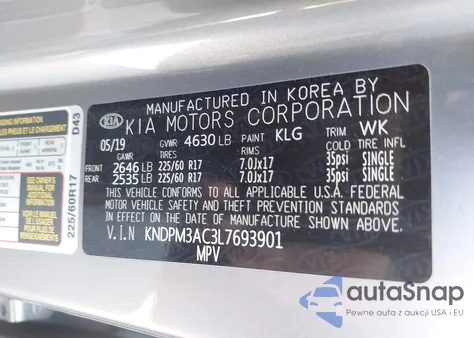 MANUFACTURED IN KOREA BY
KIA KIA MOTORS CORPORATION
05/19 GVWR 4630 LB PAINT KLG TRIM WK
GAWR TIRES RIMS COLD TIRE INFL
FRONT 2646 LB 225/60 R17 7.0Jx17 35psi SINGLE
REAR 2535 LB 225/60 R17 7.0Jx17 35psi SINGLE
THIS VEHICLE CONFORMS TO ALL APPLICABLE U.S.A FEDERAL
MOTOR VEHICLE SAFETY AND THEFT PREVENTION STANDARDS
IN EFFECT ON THE DATE OF MANUFACTURE SHOWN ABOVE.
V.I.N KNDPM3AC3L7693901
MPV
D43
225/60R17
autoSnap
Pewne auta z aukcji USA i EU